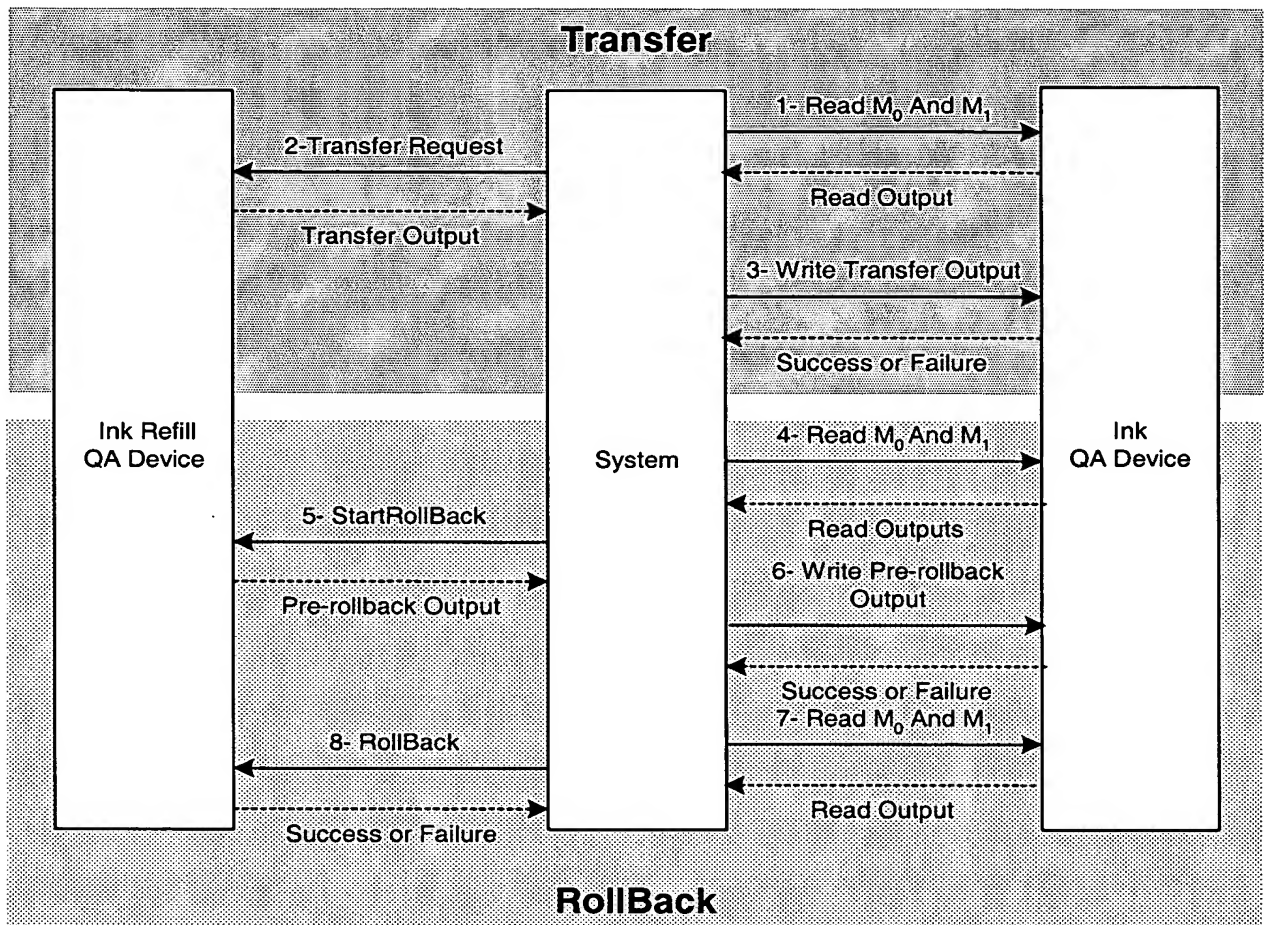 Transfer
1- Read M₀ And M₁
2-Transfer Request
Read Output
Transfer Output
3- Write Transfer Output
Success or Failure
Ink Refill
QA Device
System
Ink
QA Device
4- Read M₀ And M₁
Read Outputs
5- StartRollBack
Pre-rollback Output
6- Write Pre-rollback
Output
Success or Failure
7- Read M₀ And M₁
8- RollBack
Read Output
Success or Failure
RollBack